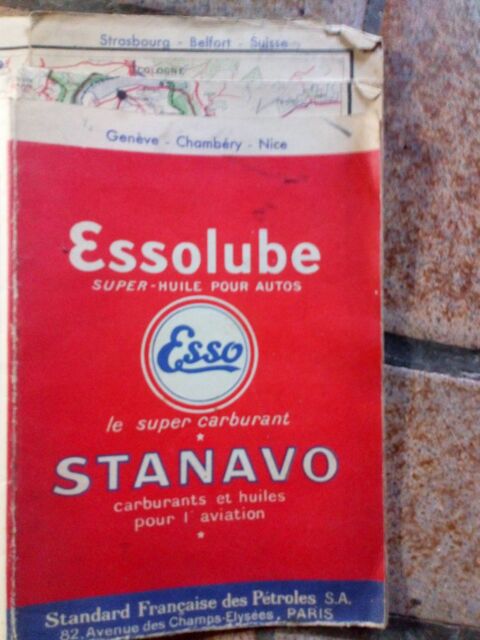 Strasbourg - Belfort - Suisse
COLOGNE
Genève - Chambéry - Nice
Essolube
SUPER-HUILE POUR AUTOS
Esso
le super carburant
STANAVO
carburants et huiles
pour l'aviation
Standard Française des Pétroles S.A.
82, Avenue des Champs-Elysées, PARIS